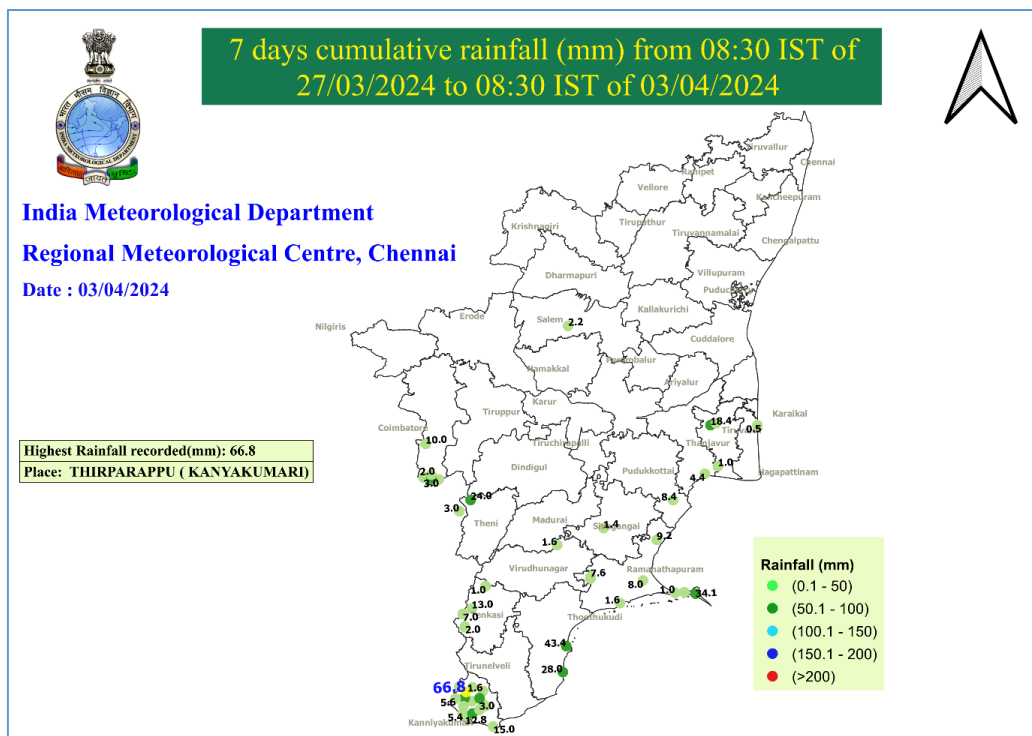 7 days cumulative rainfall (mm) from 08:30 IST of
27/03/2024 to 08:30 IST of 03/04/2024
INDIA METEOROLOGICAL DEPARTMENT
India Meteorological Department
Regional Meteorological Centre, Chennai
Date : 03/04/2024
Highest Rainfall recorded(mm): 66.8
Place: THIRPARAPPU ( KANYAKUMARI)
Tiruvallur
Chennai
Ranipet
Vellore
Kancheepuram
Krishnagiri
Tirupathur
Tiruvannamalai
Chengalpattu
Dharmapuri
Villupuram
Nilgiris
Erode
Salem
2.2
Kallakurichi
Cuddalore
Namakkal
Ariyalur
Karur
Tiruppur
Karaikal
Coimbatore
18.4
0.5
10.0
Tiruchirapalli
Thanjavur
2.0
3.0
Dindigul
Pudukkottai
1.0
4.4
Nagapattinam
24.0
8.4
3.0
Theni
Madurai
1.4
1.6
9.2
Virudhunagar
7.6
Ramanathapuram
8.0
1.0
1.0
34.1
13.0
1.6
7.0
Thoothukudi
2.0
43.4
Tirunelveli
28.0
66.8
1.6
5.6
3.0
5.4
12.8
Kanniyakumari
15.0
Rainfall (mm)
(0.1 - 50)
(50.1 - 100)
(100.1 - 150)
(150.1 - 200)
(>200)